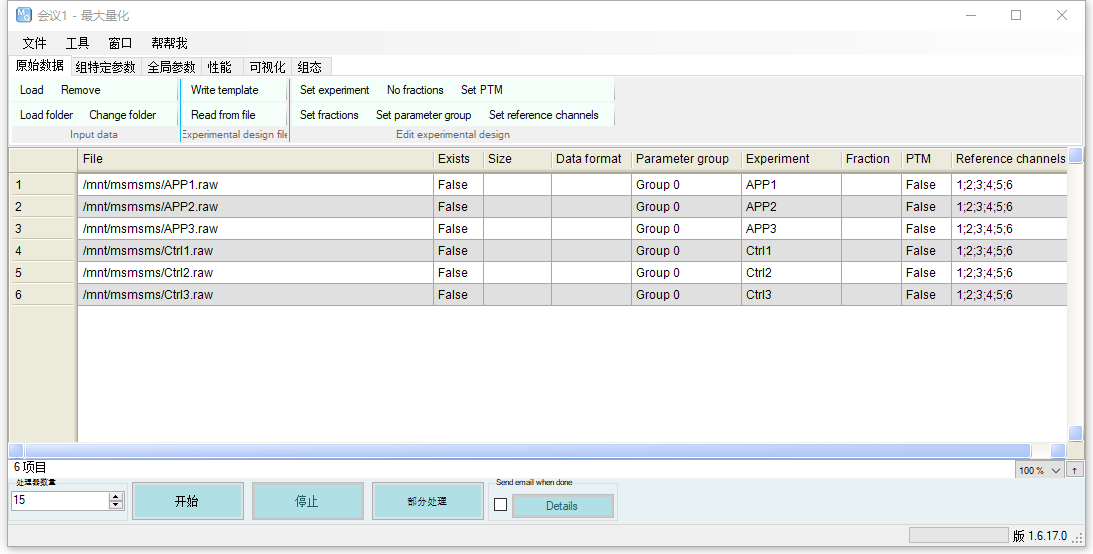 会议1 - 最大量化
文件 工具 窗口 帮帮我
原始数据 组特定参数 全局参数 性能 可视化 组态
Load Remove Write template Set experiment No fractions Set PTM
Load folder Change folder Read from file Set fractions Set parameter group Set reference channels
Input data Experimental design file Edit experimental design
File Exists Size Data format Parameter group Experiment Fraction PTM Reference channels
1 /mnt/msmsms/APP1.raw False Group 0 APP1 False 1;2;3;4;5;6
2 /mnt/msmsms/APP2.raw False Group 0 APP2 False 1;2;3;4;5;6
3 /mnt/msmsms/APP3.raw False Group 0 APP3 False 1;2;3;4;5;6
4 /mnt/msmsms/Ctrl1.raw False Group 0 Ctrl1 False 1;2;3;4;5;6
5 /mnt/msmsms/Ctrl2.raw False Group 0 Ctrl2 False 1;2;3;4;5;6
6 /mnt/msmsms/Ctrl3.raw False Group 0 Ctrl3 False 1;2;3;4;5;6
6 项目 100 % ↑
处理器数量 Send email when done
15 开始 停止 部分处理 Details
版 1.6.17.0